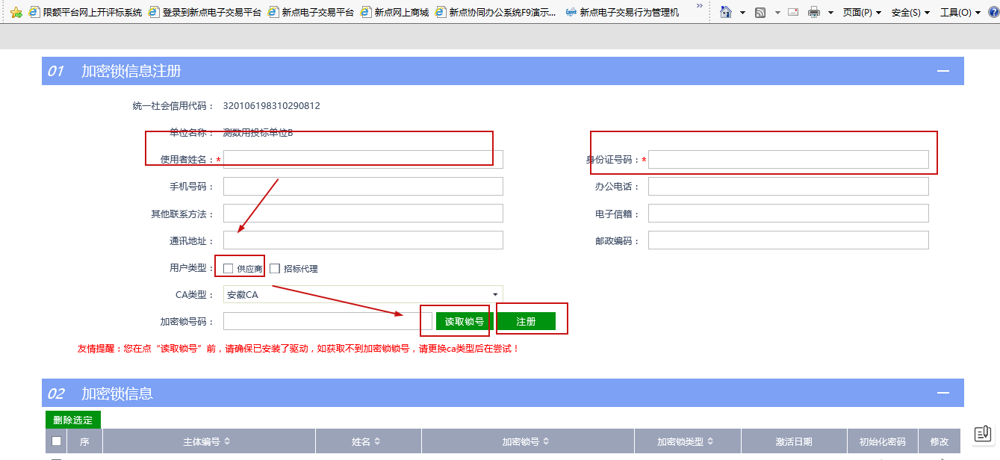 限额平台网上开评标系统 登录到新点电子交易平台 新点电子交易平台 新点网上商城 新点协同办公系统F9演示... 新点电子交易行为管理机 » 页面(P) 安全(S) 工具(O)
01 加密锁信息注册
统一社会信用代码： 320106198310290812
单位名称： 测数用投标单位B
使用者姓名：* 身份证号码：*
手机号码： 办公电话：
其他联系方法： 电子信箱：
通讯地址： 邮政编码：
用户类型： 供应商 招标代理
CA类型： 安徽CA
加密锁号码： 读取锁号 注册
友情提醒：您在点“读取锁号”前，请确保已安装了驱动，如获取不到加密锁锁号，请更换ca类型后在尝试！
02 加密锁信息
删除选定
序 主体编号 姓名 加密锁号 加密锁类型 激活日期 初始化密码 修改